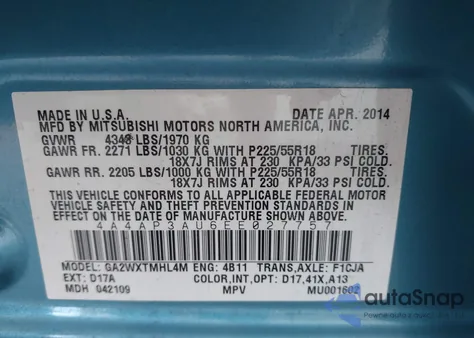 MADE IN U.S.A. DATE APR. 2014
MFD BY MITSUBISHI MOTORS NORTH AMERICA, INC.
GVWR 4343 LBS/1970 KG
GAWR FR. 2271 LBS/1030 KG WITH P225/55R18 TIRES.
18X7J RIMS AT 230 KPA/33 PSI COLD.
GAWR RR. 2205 LBS/1000 KG WITH P225/55R18 TIRES.
18X7J RIMS AT 230 KPA/33 PSI COLD.
THIS VEHICLE CONFORMS TO ALL APPLICABLE FEDERAL MOTOR
VEHICLE SAFETY AND THEFT PREVENTION STANDARDS IN
EFFECT ON THE DATE OF MANUFACTURE SHOWN ABOVE.
4A4AP3AU6EE027757
MODEL: GA2WXTMHL4M ENG: 4B11 TRANS,AXLE: F1CJA
EXT: D17A COLOR,INT,OPT: D17,41X,A13
MDH 042109 MPV MU001602
autoSnap